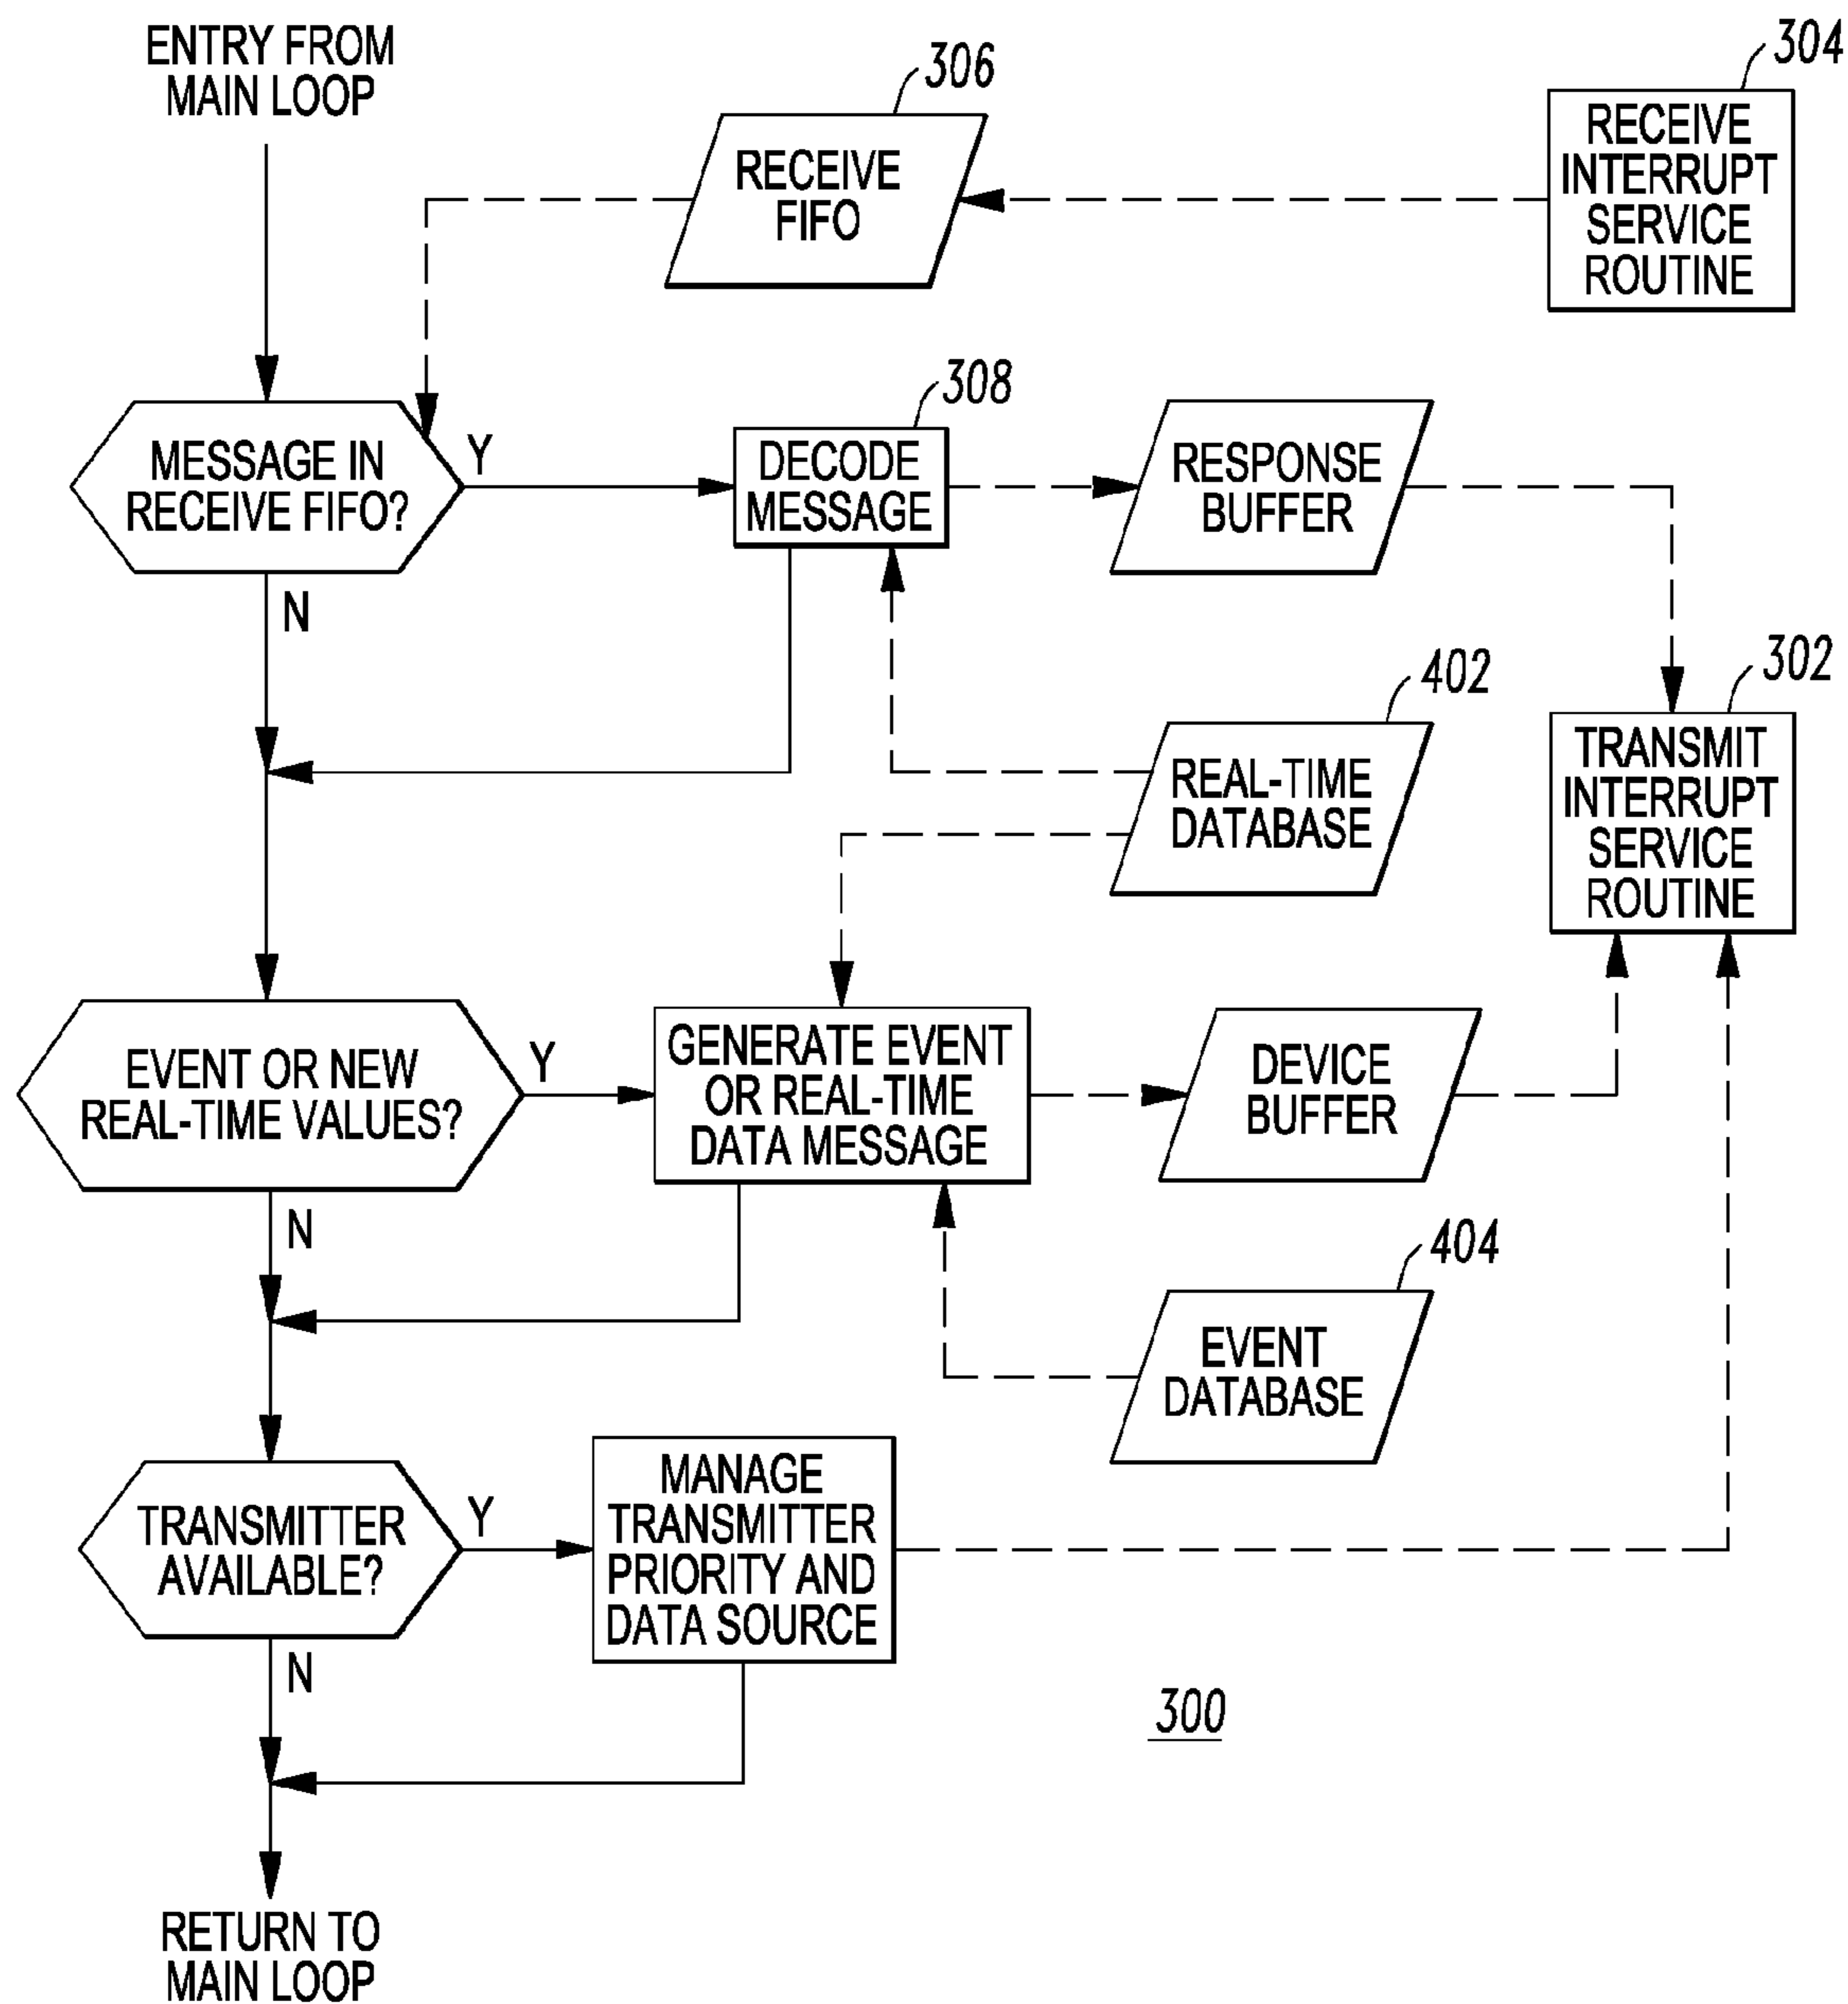 ENTRY FROM
MAIN LOOP
306
304
RECEIVE
FIFO
RECEIVE
INTERRUPT
SERVICE
ROUTINE
MESSAGE IN
RECEIVE FIFO?
Y
N
308
DECODE
MESSAGE
RESPONSE
BUFFER
402
REAL-TIME
DATABASE
302
TRANSMIT
INTERRUPT
SERVICE
ROUTINE
EVENT OR NEW
REAL-TIME VALUES?
Y
N
GENERATE EVENT
OR REAL-TIME
DATA MESSAGE
DEVICE
BUFFER
404
EVENT
DATABASE
TRANSMITTER
AVAILABLE?
Y
N
MANAGE
TRANSMITTER
PRIORITY AND
DATA SOURCE
300
RETURN TO
MAIN LOOP